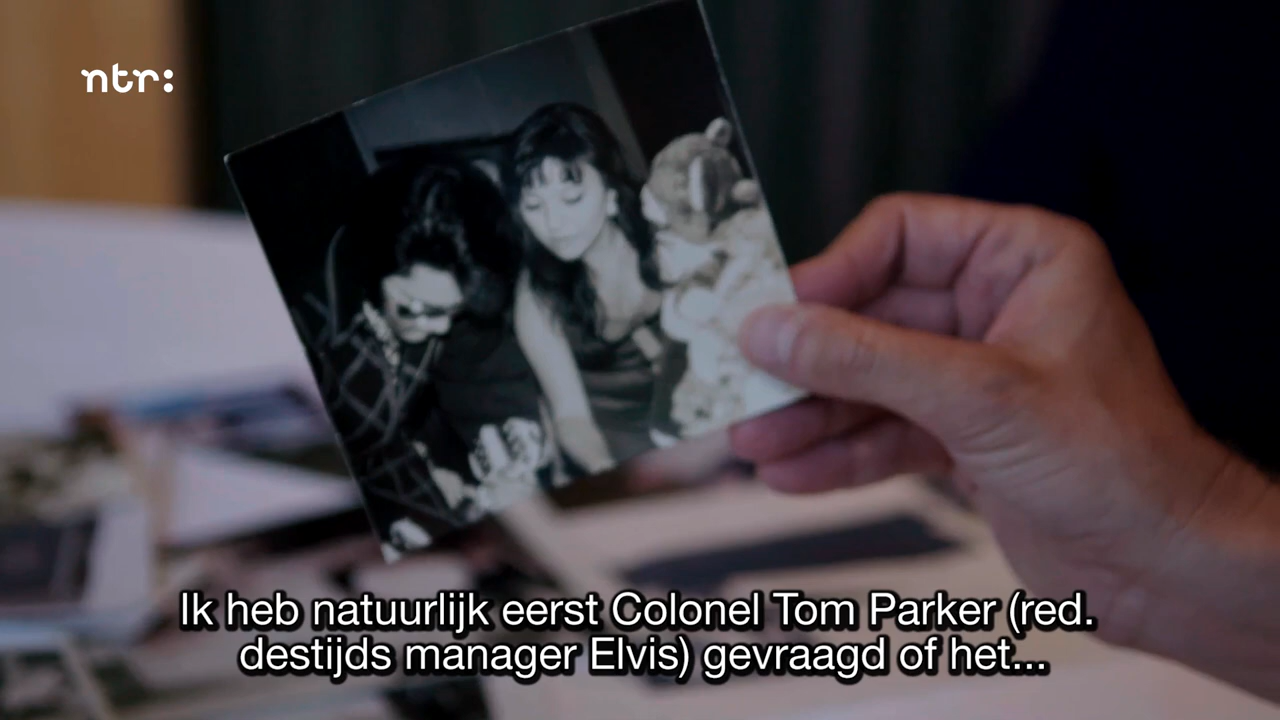 ntr:
Ik heb natuurlijk eerst Colonel Tom Parker (red.
destijds manager Elvis) gevraagd of het...